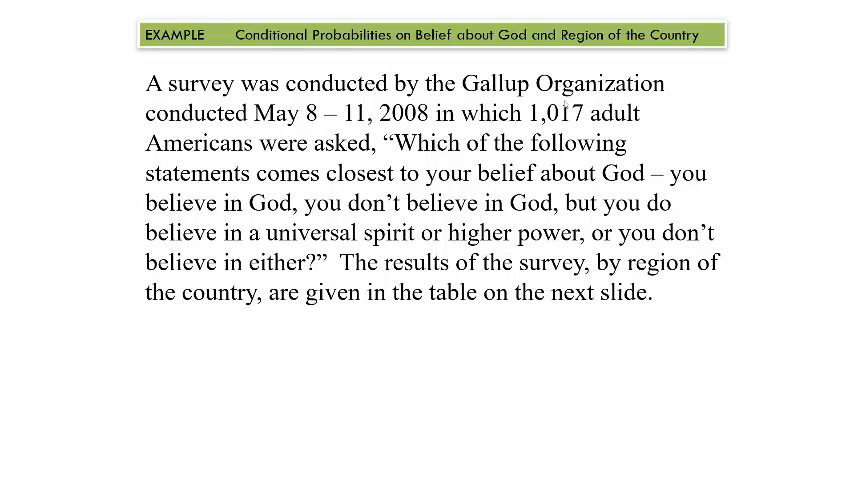 EXAMPLE Conditional Probabilities on Belief about God and Region of the Country
A survey was conducted by the Gallup Organization
conducted May 8 – 11, 2008 in which 1,017 adult
Americans were asked, “Which of the following
statements comes closest to your belief about God – you
believe in God, you don’t believe in God, but you do
believe in a universal spirit or higher power, or you don’t
believe in either?”  The results of the survey, by region of
the country, are given in the table on the next slide.